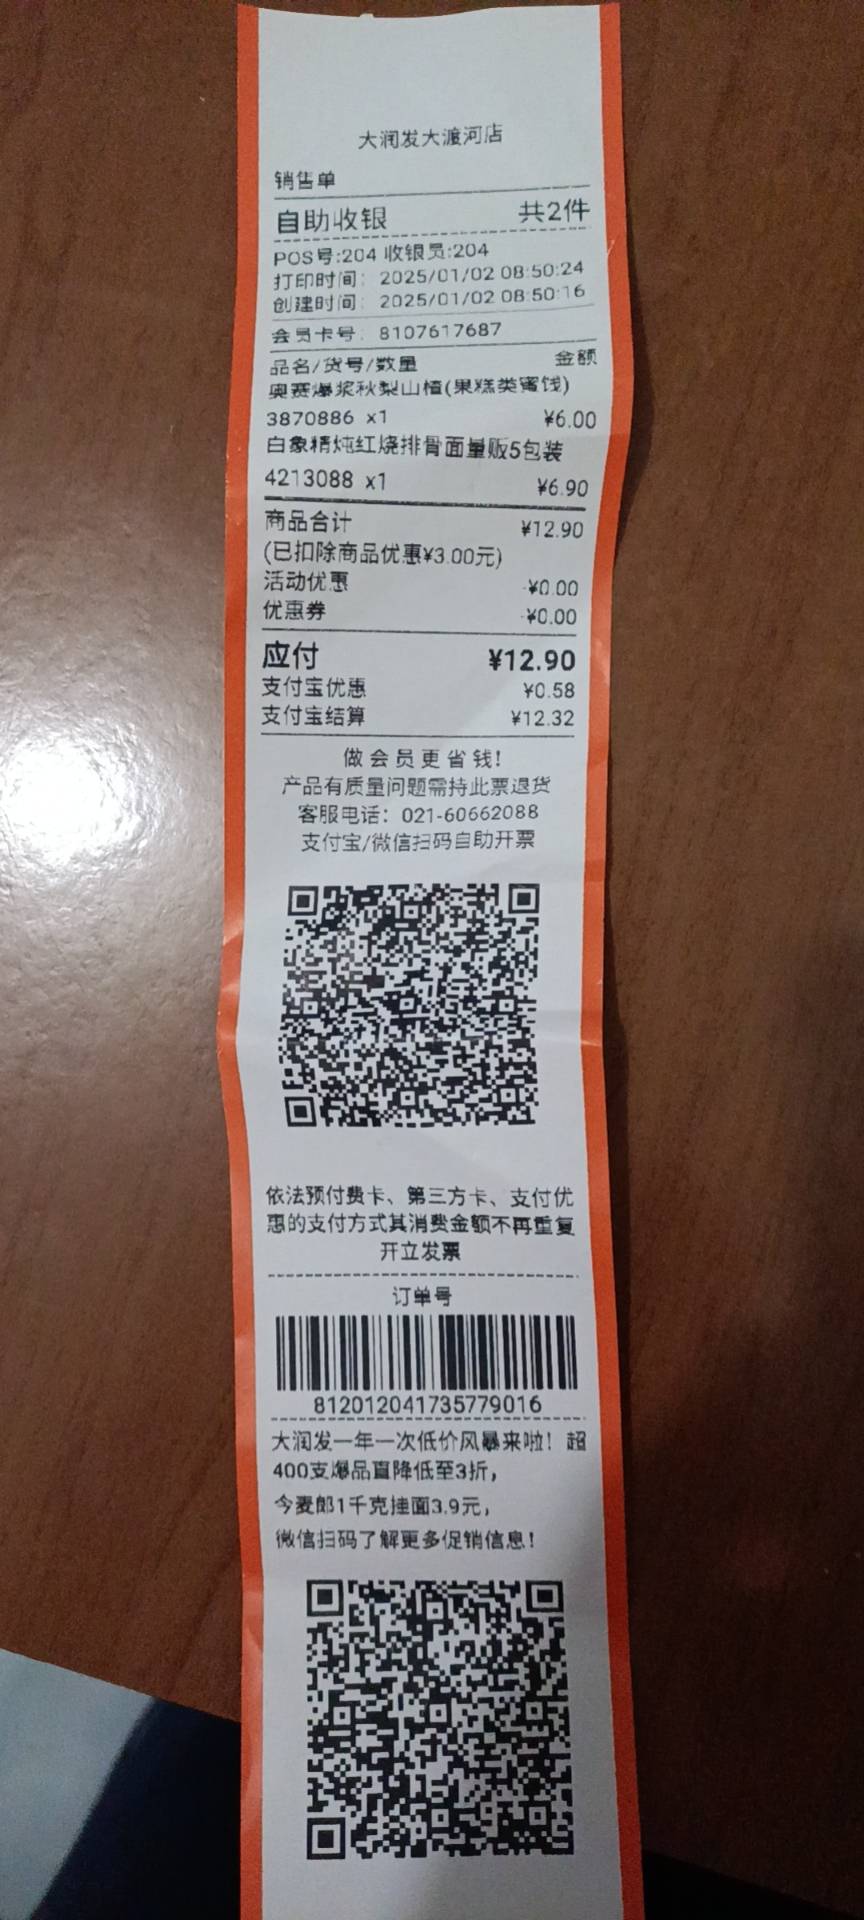 大润发大渡河店
销售单
自助收银 共2件
POS号:204 收银员:204
打印时间: 2025/01/02 08:50:24
创建时间: 2025/01/02 08:50:16
会员卡号: 8107617687
品名/货号/数量 金额
奥赛爆浆秋梨山楂(果糕类蜜饯)
3870886 x1 ¥6.00
白象精炖红烧排骨面量贩5包装
4213088 x1 ¥6.90
商品合计 ¥12.90
(已扣除商品优惠¥3.00元)
活动优惠 -¥0.00
优惠券 -¥0.00
应付 ¥12.90
支付宝优惠 ¥0.58
支付宝结算 ¥12.32
做会员更省钱!
产品有质量问题需持此票退货
客服电话: 021-60662088
支付宝/微信扫码自助开票
依法预付费卡、第三方卡、支付优
惠的支付方式其消费金额不再重复
开立发票
订单号
812012041735779016
大润发一年一次低价风暴来啦! 超
400支爆品直降低至3折,
今麦郎1千克挂面3.9元,
微信扫码了解更多促销信息!